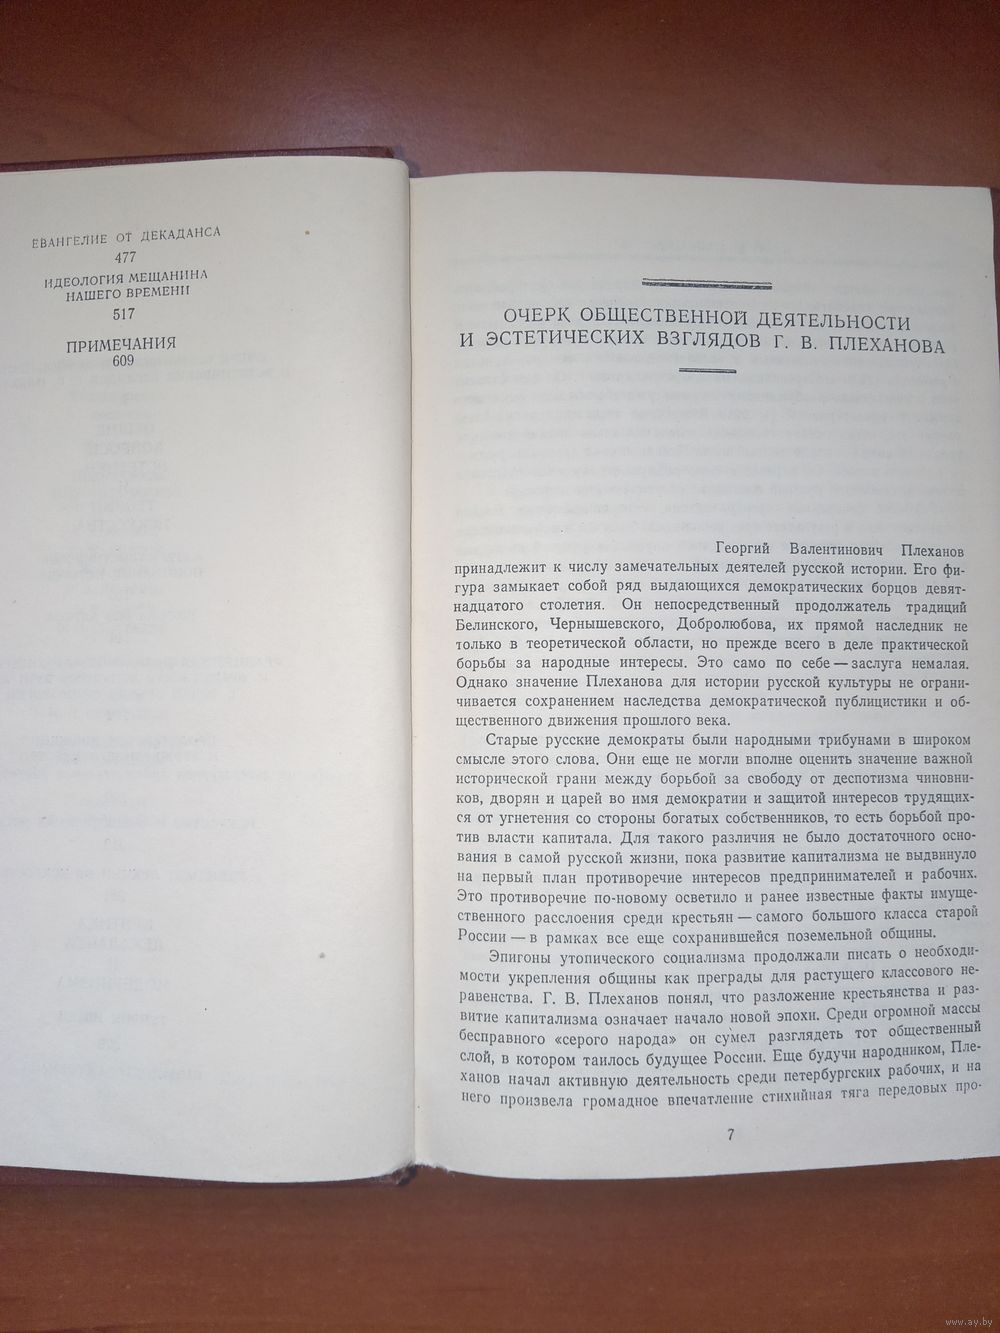 ЕВАНГЕЛИЕ ОТ ДЕКАДАНСА
477
ИДЕОЛОГИЯ МЕЩАНИНА
НАШЕГО ВРЕМЕНИ
517
ПРИМЕЧАНИЯ
609
ОЧЕРК ОБЩЕСТВЕННОЙ ДЕЯТЕЛЬНОСТИ
И ЭСТЕТИЧЕСКИХ ВЗГЛЯДОВ Г. В. ПЛЕХАНОВА
Георгий Валентинович Плеханов
принадлежит к числу замечательных деятелей русской истории. Его фи-
гура замыкает собой ряд выдающихся демократических борцов девят-
надцатого столетия. Он непосредственный продолжатель традиций
Белинского, Чернышевского, Добролюбова, их прямой наследник не
только в теоретической области, но прежде всего в деле практической
борьбы за народные интересы. Это само по себе — заслуга немалая.
Однако значение Плеханова для истории русской культуры не ограни-
чивается сохранением наследства демократической публицистики и об-
щественного движения прошлого века.
Старые русские демократы были народными трибунами в широком
смысле этого слова. Они еще не могли вполне оценить значение важной
исторической грани между борьбой за свободу от деспотизма чиновни-
ков, дворян и царей во имя демократии и защитой интересов трудящих-
ся от угнетения со стороны богатых собственников, то есть борьбой про-
тив власти капитала. Для такого различия не было достаточного осно-
вания в самой русской жизни, пока развитие капитализма не выдвинуло
на первый план противоречие интересов предпринимателей и рабочих.
Это противоречие по-новому осветило и ранее известные факты имуще-
ственного расслоения среди крестьян — самого большого класса старой
России — в рамках все еще сохранившейся поземельной общины.
Эпигоны утопического социализма продолжали писать о необходи-
мости укрепления общины как преграды для растущего классового не-
равенства. Г. В. Плеханов понял, что разложение крестьянства и раз-
витие капитализма означает начало новой эпохи. Среди огромной массы
бесправного «серого народа» он сумел разглядеть тот общественный
слой, в котором таилось будущее России. Еще будучи народником, Пле-
ханов начал активную деятельность среди петербургских рабочих, и на
него произвела громадное впечатление стихийная тяга передовых про-
7
www.ay.by